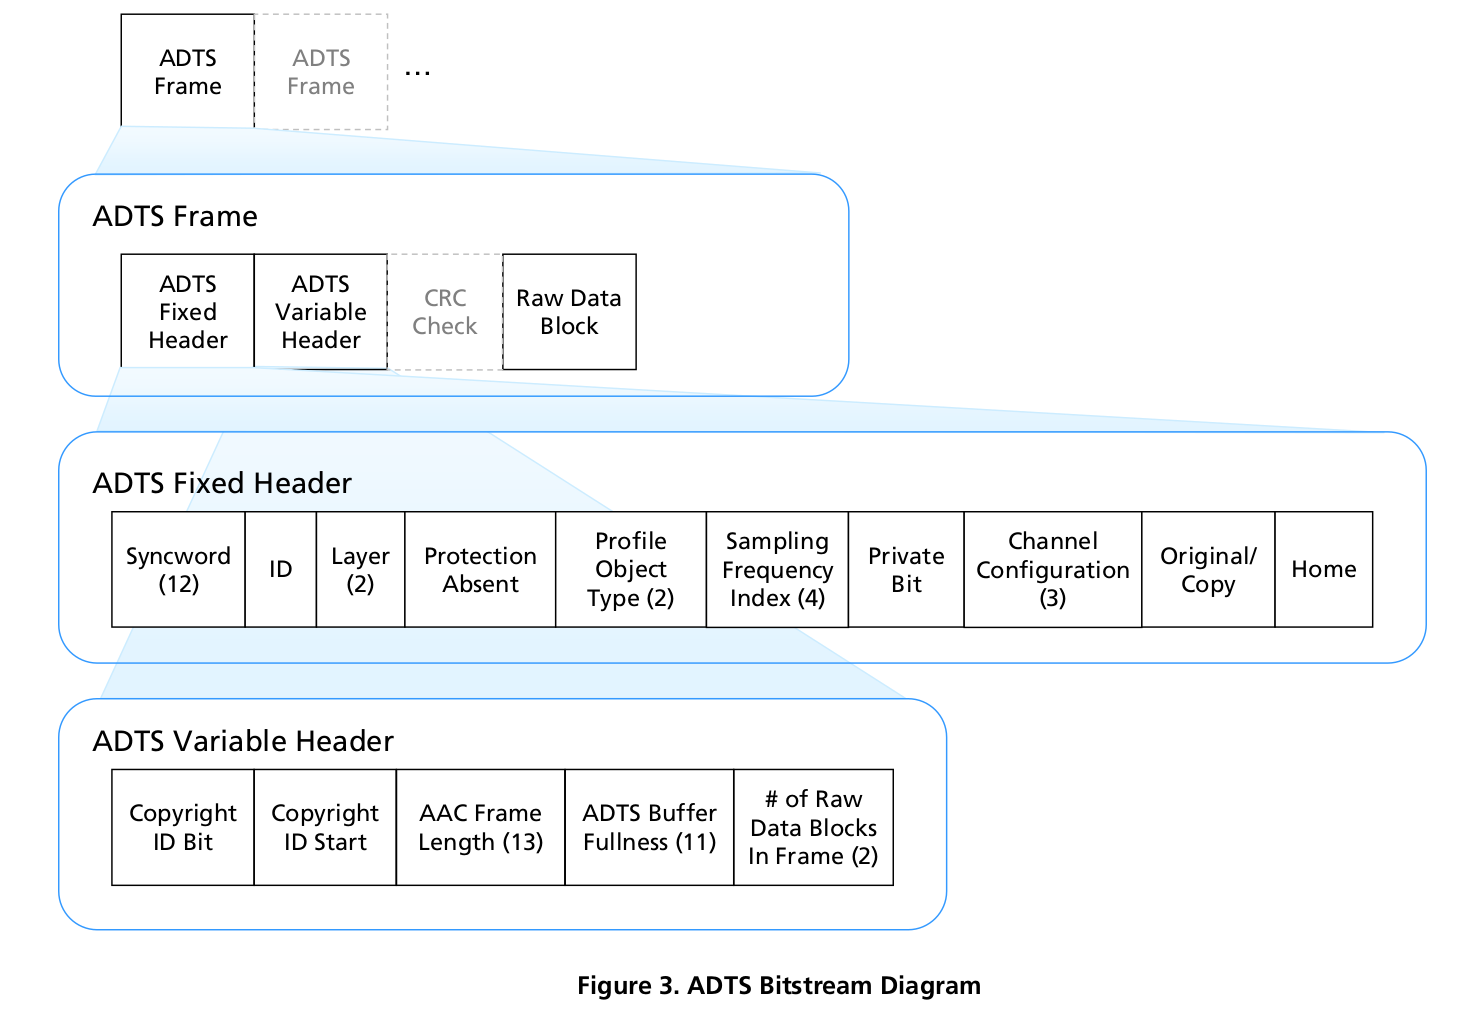 ADTS
Frame
ADTS
Frame
...
ADTS Frame
ADTS
Fixed
Header
ADTS
Variable
Header
CRC
Check
Raw Data
Block
ADTS Fixed Header
Syncword
(12)
ID
Layer
(2)
Protection
Absent
Profile
Object
Type (2)
Sampling
Frequency
Index (4)
Private
Bit
Channel
Configuration
(3)
Original/
Copy
Home
ADTS Variable Header
Copyright
ID Bit
Copyright
ID Start
AAC Frame
Length (13)
ADTS Buffer
Fullness (11)
# of Raw
Data Blocks
In Frame (2)
Figure 3. ADTS Bitstream Diagram